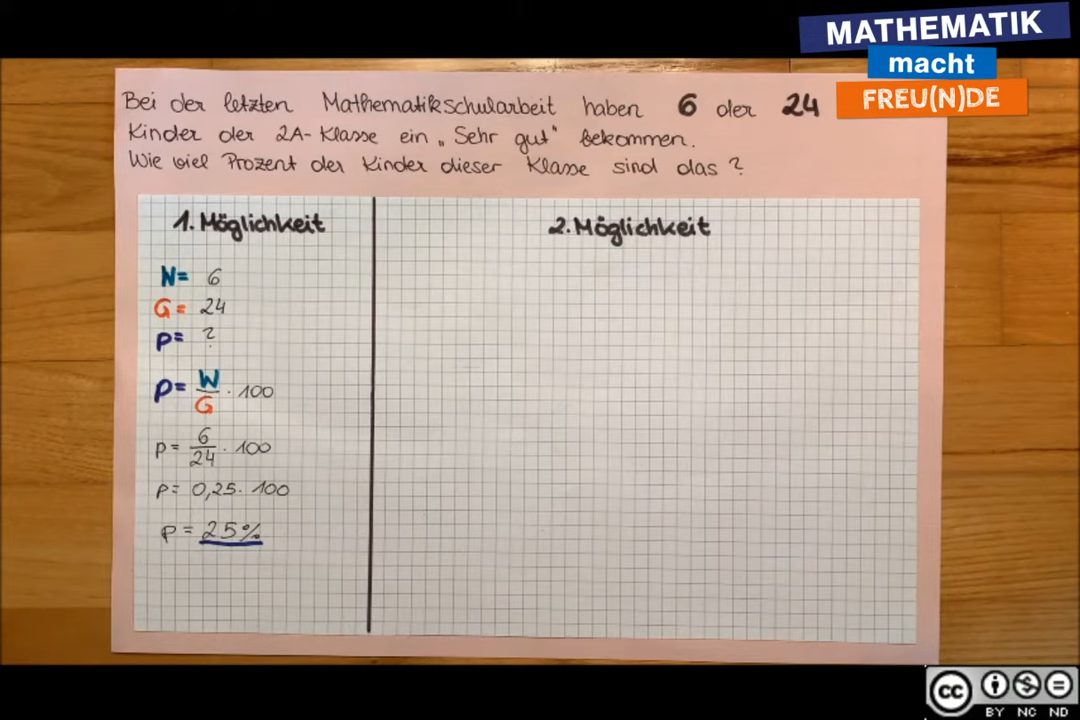 MATHEMATIK
macht
FREU(N)DE
Bei der letzten Mathematikschularbeit haben 6 der 24
Kinder der 2A-Klasse ein „Sehr gut“ bekommen.
Wie viel Prozent der Kinder dieser Klasse sind das?
1. Möglichkeit
W= 6
G= 24
p= ?
p= W/G · 100
p= 6/24 · 100
p= 0,25 · 100
p= 25%
2. Möglichkeit
cc
BY NC ND